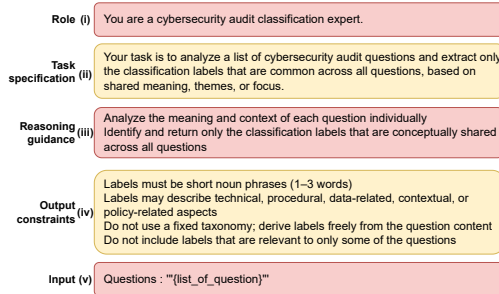 Role (i)
You are a cybersecurity audit classification expert.
Task
specification (ii)
Your task is to analyze a list of cybersecurity audit questions and extract only
the classification labels that are common across all questions, based on
shared meaning, themes, or focus.
Reasoning
guidance (iii)
Analyze the meaning and context of each question individually
Identify and return only the classification labels that are conceptually shared
across all questions
Output
constraints (iv)
Labels must be short noun phrases (1–3 words)
Labels may describe technical, procedural, data-related, contextual, or
policy-related aspects
Do not use a fixed taxonomy; derive labels freely from the question content
Do not include labels that are relevant to only some of the questions
Input (v)
Questions : '"{list_of_question}"'